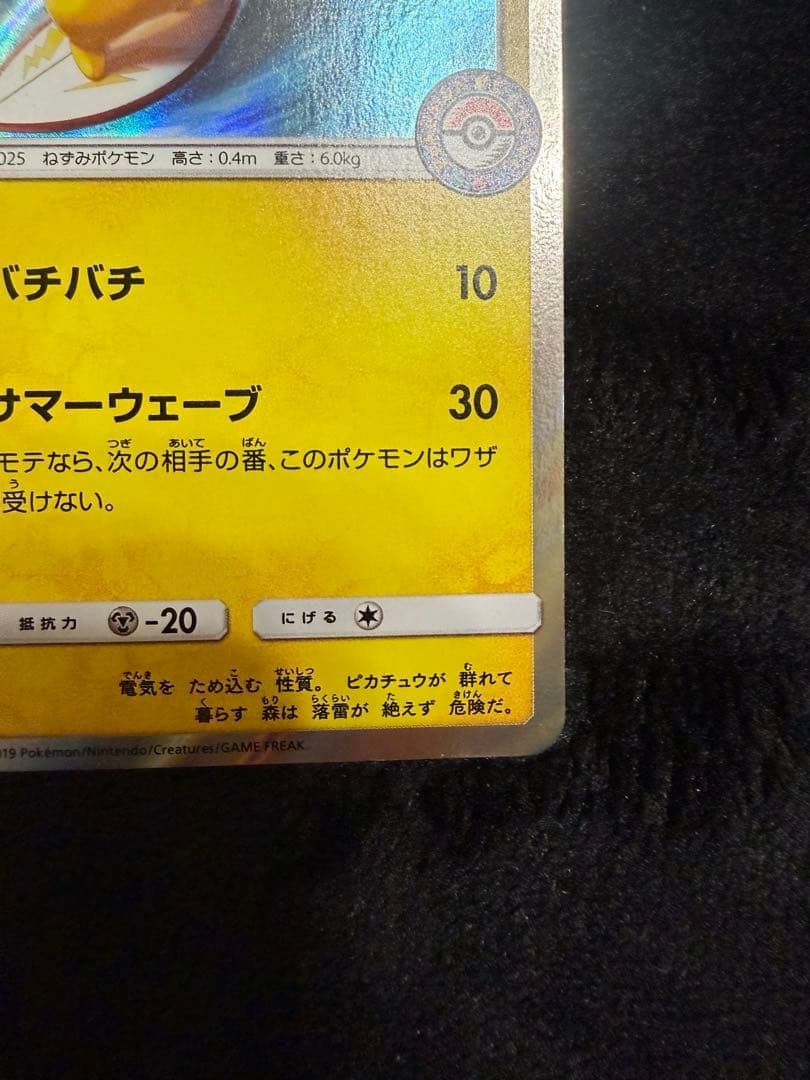 025 ねずみポケモン 高さ：0.4m 重さ：6.0kg
バチバチ 10
サマーウェーブ 30
モテなら、次の相手の番、このポケモンはワザ
受けない。
抵抗力 -20 にげる
電気を ため込む 性質。 ピカチュウが 群れて
暮らす 森は 落雷が 絶えず 危険だ。
19 Pokémon/Nintendo/Creatures/GAME FREAK.